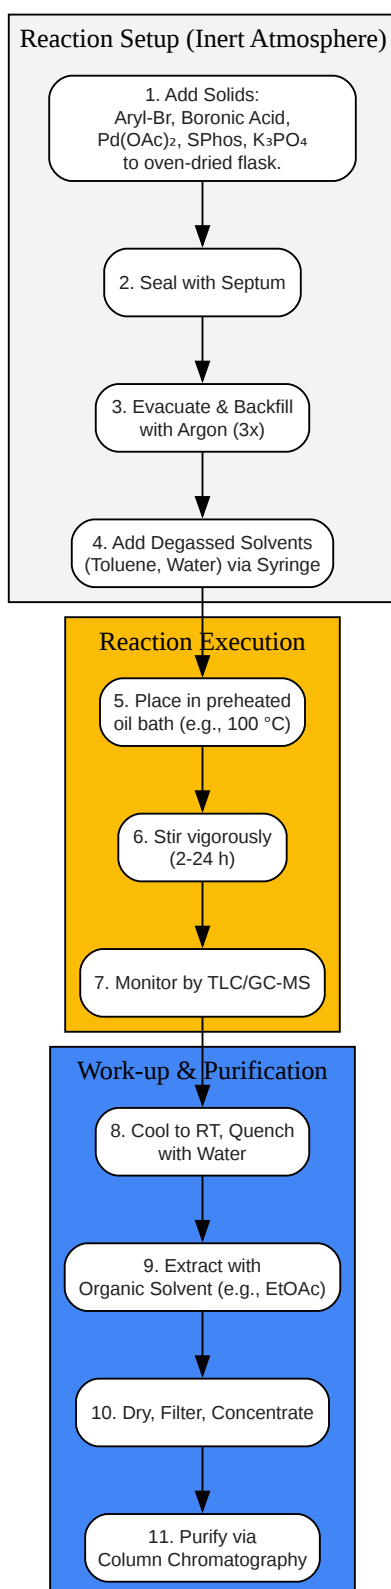 Reaction Setup (Inert Atmosphere)
1. Add Solids:
Aryl-Br, Boronic Acid,
Pd(OAc)₂, SPhos, K₃PO₄
to oven-dried flask.
2. Seal with Septum
3. Evacuate & Backfill
with Argon (3x)
4. Add Degassed Solvents
(Toluene, Water) via Syringe
Reaction Execution
5. Place in preheated
oil bath (e.g., 100 °C)
6. Stir vigorously
(2-24 h)
7. Monitor by TLC/GC-MS
Work-up & Purification
8. Cool to RT, Quench
with Water
9. Extract with
Organic Solvent (e.g., EtOAc)
10. Dry, Filter, Concentrate
11. Purify via
Column Chromatography